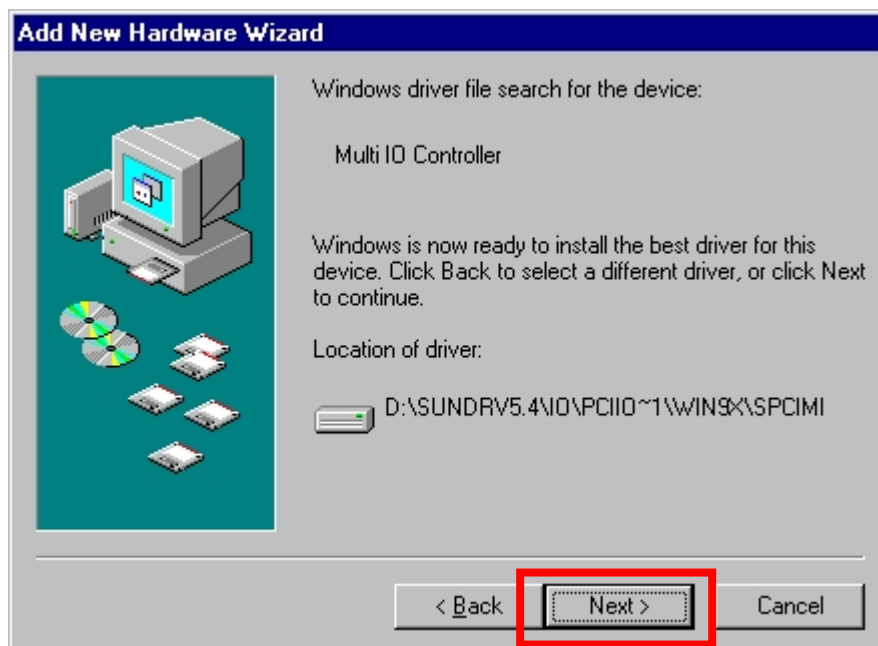 Add New Hardware Wizard
Windows driver file search for the device:
Multi IO Controller
Windows is now ready to install the best driver for this
device. Click Back to select a different driver, or click Next
to continue.
Location of driver:
D:\SUNDRV5.4\IO\PCIIO~1\WIN9X\SPCIMI
< Back
Next >
Cancel